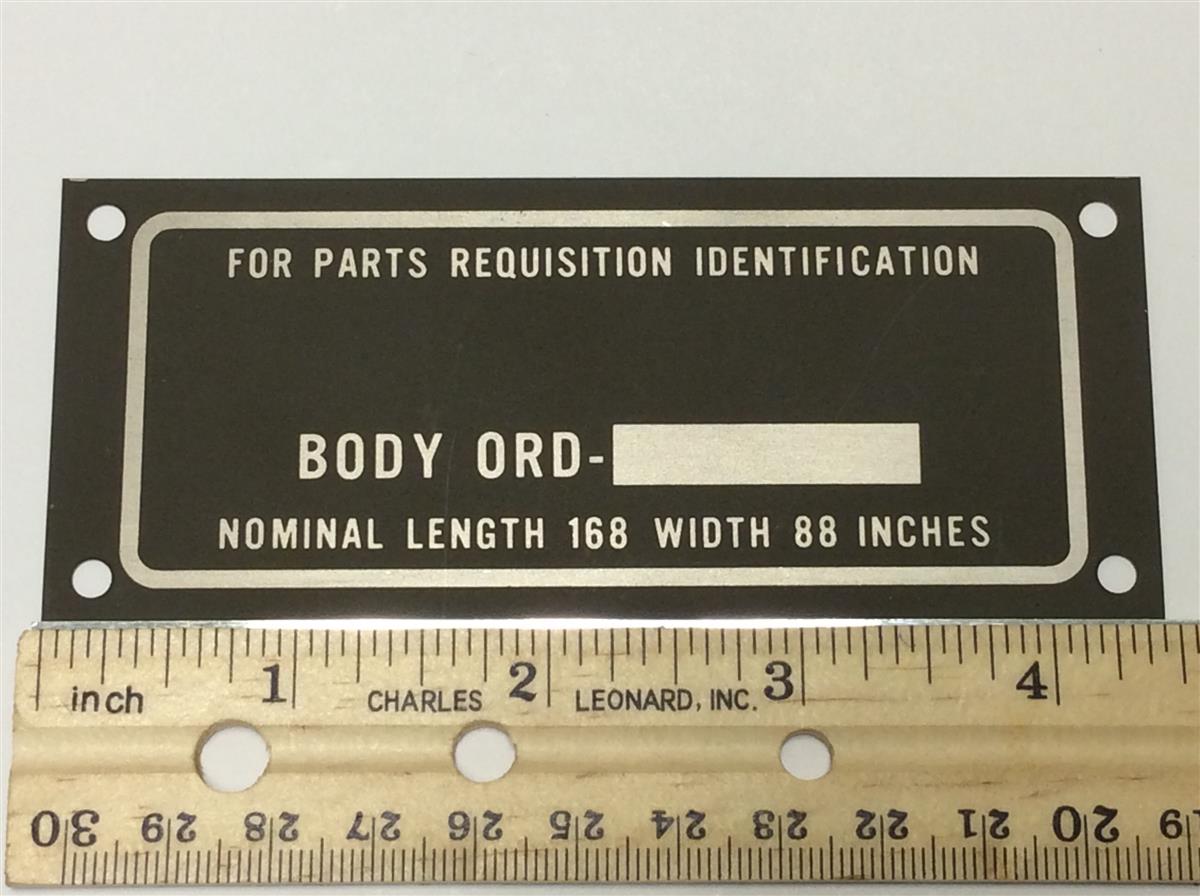 FOR PARTS REQUISITION IDENTIFICATION
BODY ORD-
NOMINAL LENGTH 168 WIDTH 88 INCHES
1 2 3 4
inch CHARLES LEONARD, INC.
30 29 28 27 26 25 24 23 22 21 20